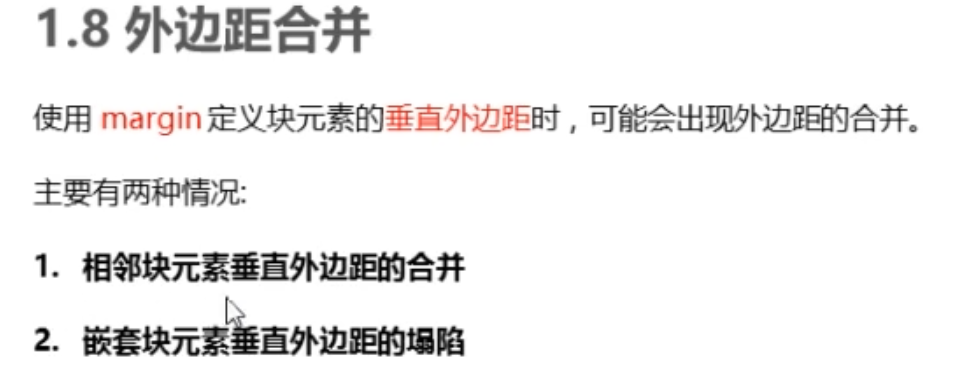 1.8 外边距合并
使用 margin 定义块元素的垂直外边距时，可能会出现外边距的合并。
主要有两种情况:
1. 相邻块元素垂直外边距的合并
2. 嵌套块元素垂直外边距的塌陷